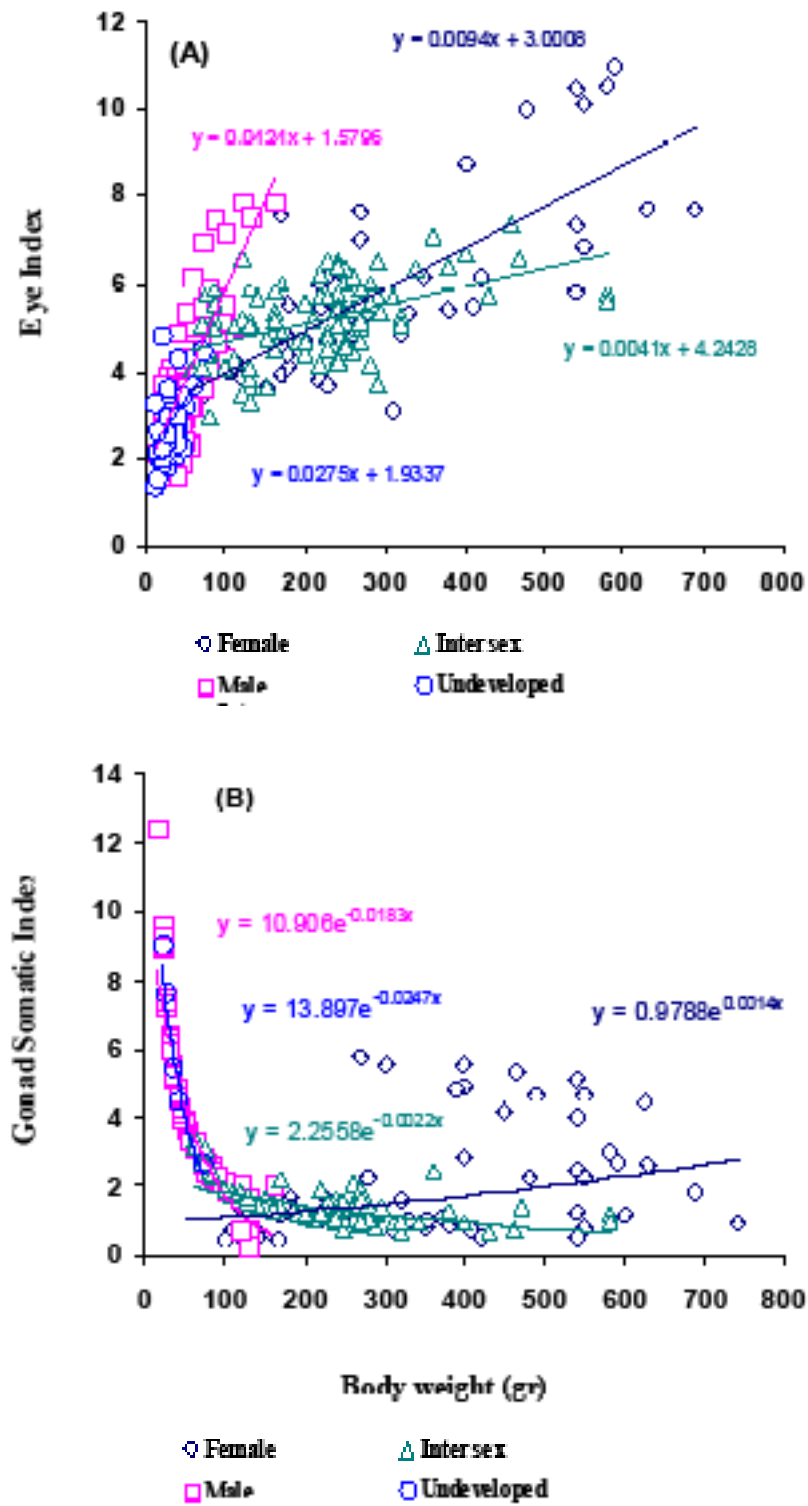 12
(A)
y = 0.0094x + 3.0008
10
y = 0.0424x + 1.5796
8
Eye Index
6
4
y = 0.0041x + 4.2428
2
y = 0.0275x + 1.9337
0
0 100 200 300 400 500 600 700 800
Female
Intersex
Male
Undeveloped
14
(B)
12
10
y = 10.906e^-0.0183x
8
y = 13.897e^-0.0247x
y = 0.9788e^0.0014x
Gonad Somatic Index
6
4
y = 2.2558e^-0.0022x
2
0
0 100 200 300 400 500 600 700 800
Body weight (gr)
Female
Intersex
Male
Undeveloped